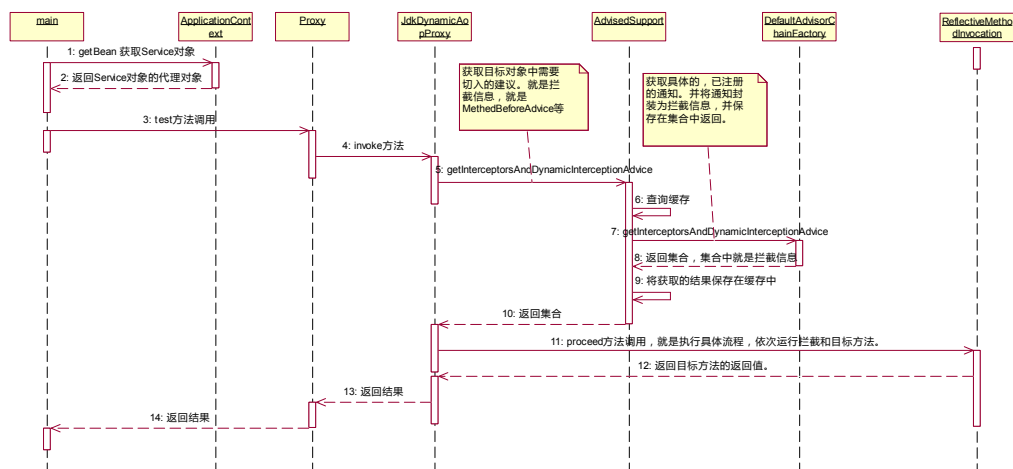 main
ApplicationCont
ext
Proxy
JdkDynamicAo
pProxy
AdvisedSupport
DefaultAdvisorC
hainFactory
ReflectiveMetho
dInvocation
1: getBean 获取Service对象
2: 返回Service对象的代理对象
获取目标对象中需要
切入的建议。就是拦
截信息，就是
MethedBeforeAdvice等
获取具体的，已注册
的通知。并将通知封
装为拦截信息，并保
存在集合中返回。
3: test方法调用
4: invoke方法
5: getInterceptorsAndDynamicInterceptionAdvice
6: 查询缓存
7: getInterceptorsAndDynamicInterceptionAdvice
8: 返回集合，集合中就是拦截信息
9: 将获取的结果保存在缓存中
10: 返回集合
11: proceed方法调用，就是执行具体流程，依次运行拦截和目标方法。
12: 返回目标方法的返回值。
13: 返回结果
14: 返回结果